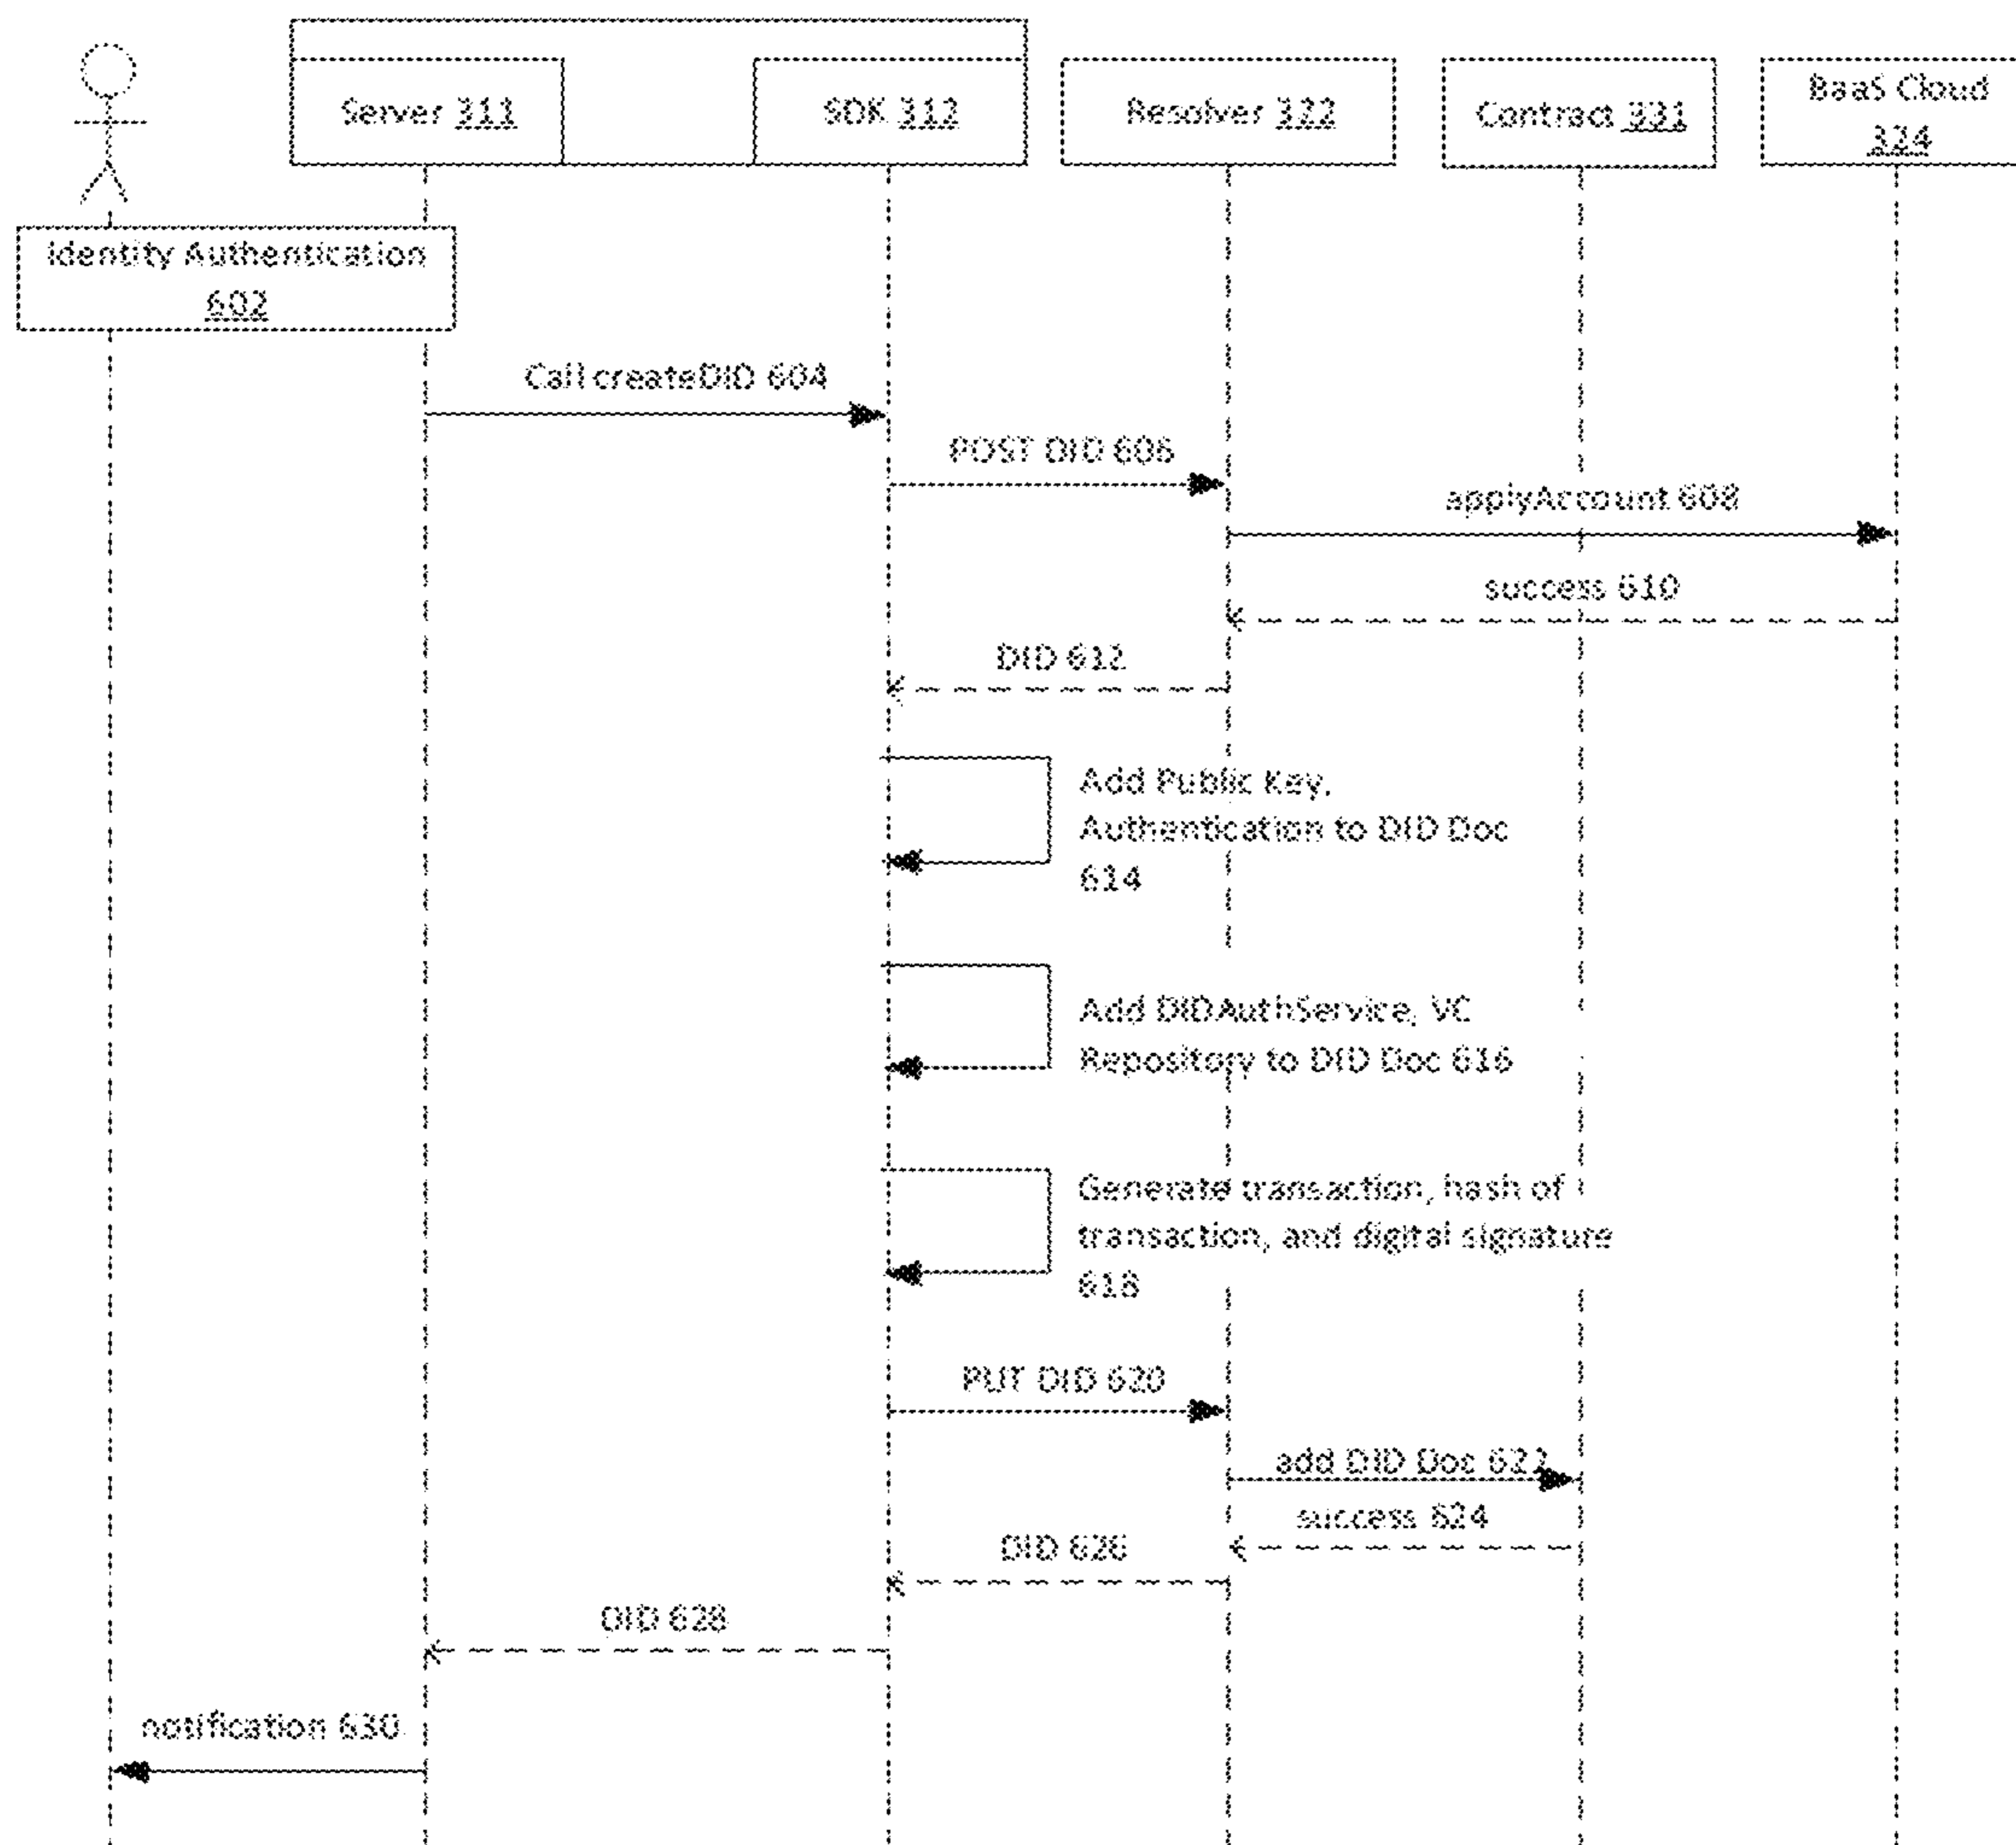 Server 311
SDK 312
Resolver 322
Contract 331
BaaS Cloud
324
Identity Authentication
602
Call createDID 604
POST DID 606
applyAccount 608
success 610
DID 612
Add Public Key,
Authentication to DID Doc
614
Add DIDAuthService, VC
Repository to DID Doc 616
Generate transaction, hash of
transaction, and digital signature
618
PUT DID 620
add DID Doc 622
success 624
DID 626
DID 628
notification 630